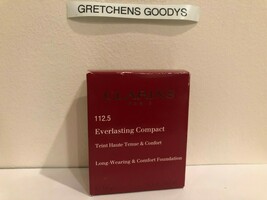 GRETCHENS GOODYS
112.5
Everlasting Compact
Teint Haute Tenue & Confort
Long-Wearing & Comfort Foundation